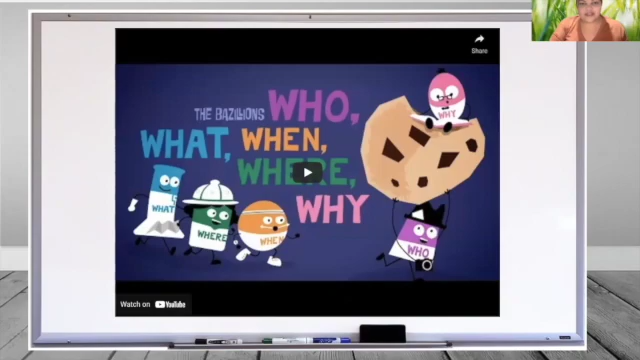 Share
THE BAZILLIONS WHO,
WHAT, WHEN,
WHERE,
WHY
WHY
WHAT
WHERE
WHEN
WHO
Watch on YouTube